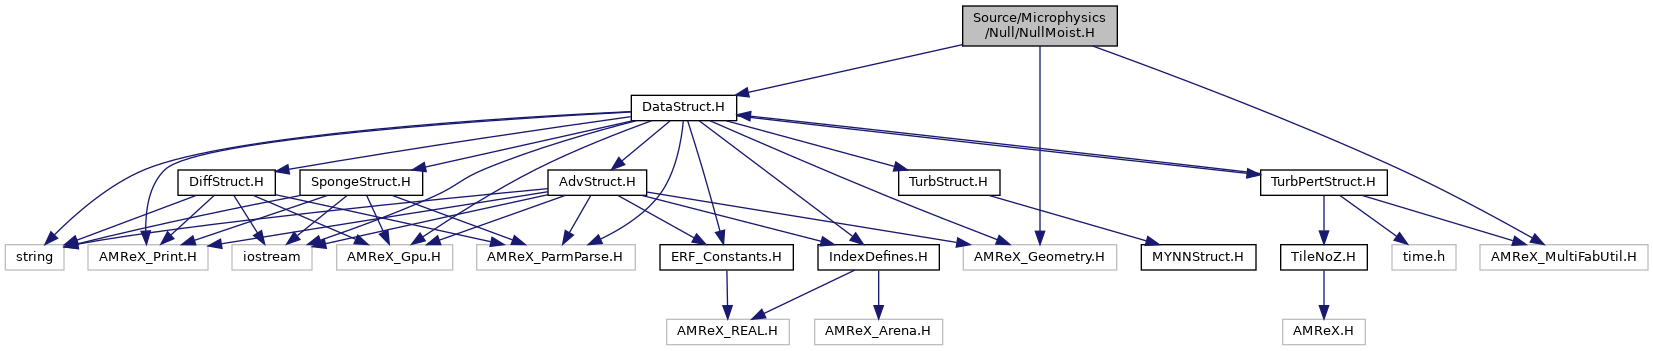 Source/Microphysics
/Null/NullMoist.H
DataStruct.H
DiffStruct.H
SpongeStruct.H
AdvStruct.H
TurbStruct.H
TurbPertStruct.H
string
AMReX_Print.H
iostream
AMReX_Gpu.H
AMReX_ParmParse.H
ERF_Constants.H
IndexDefines.H
AMReX_Geometry.H
MYNNStruct.H
TileNoZ.H
time.h
AMReX_MultiFabUtil.H
AMReX_REAL.H
AMReX_Arena.H
AMReX.H